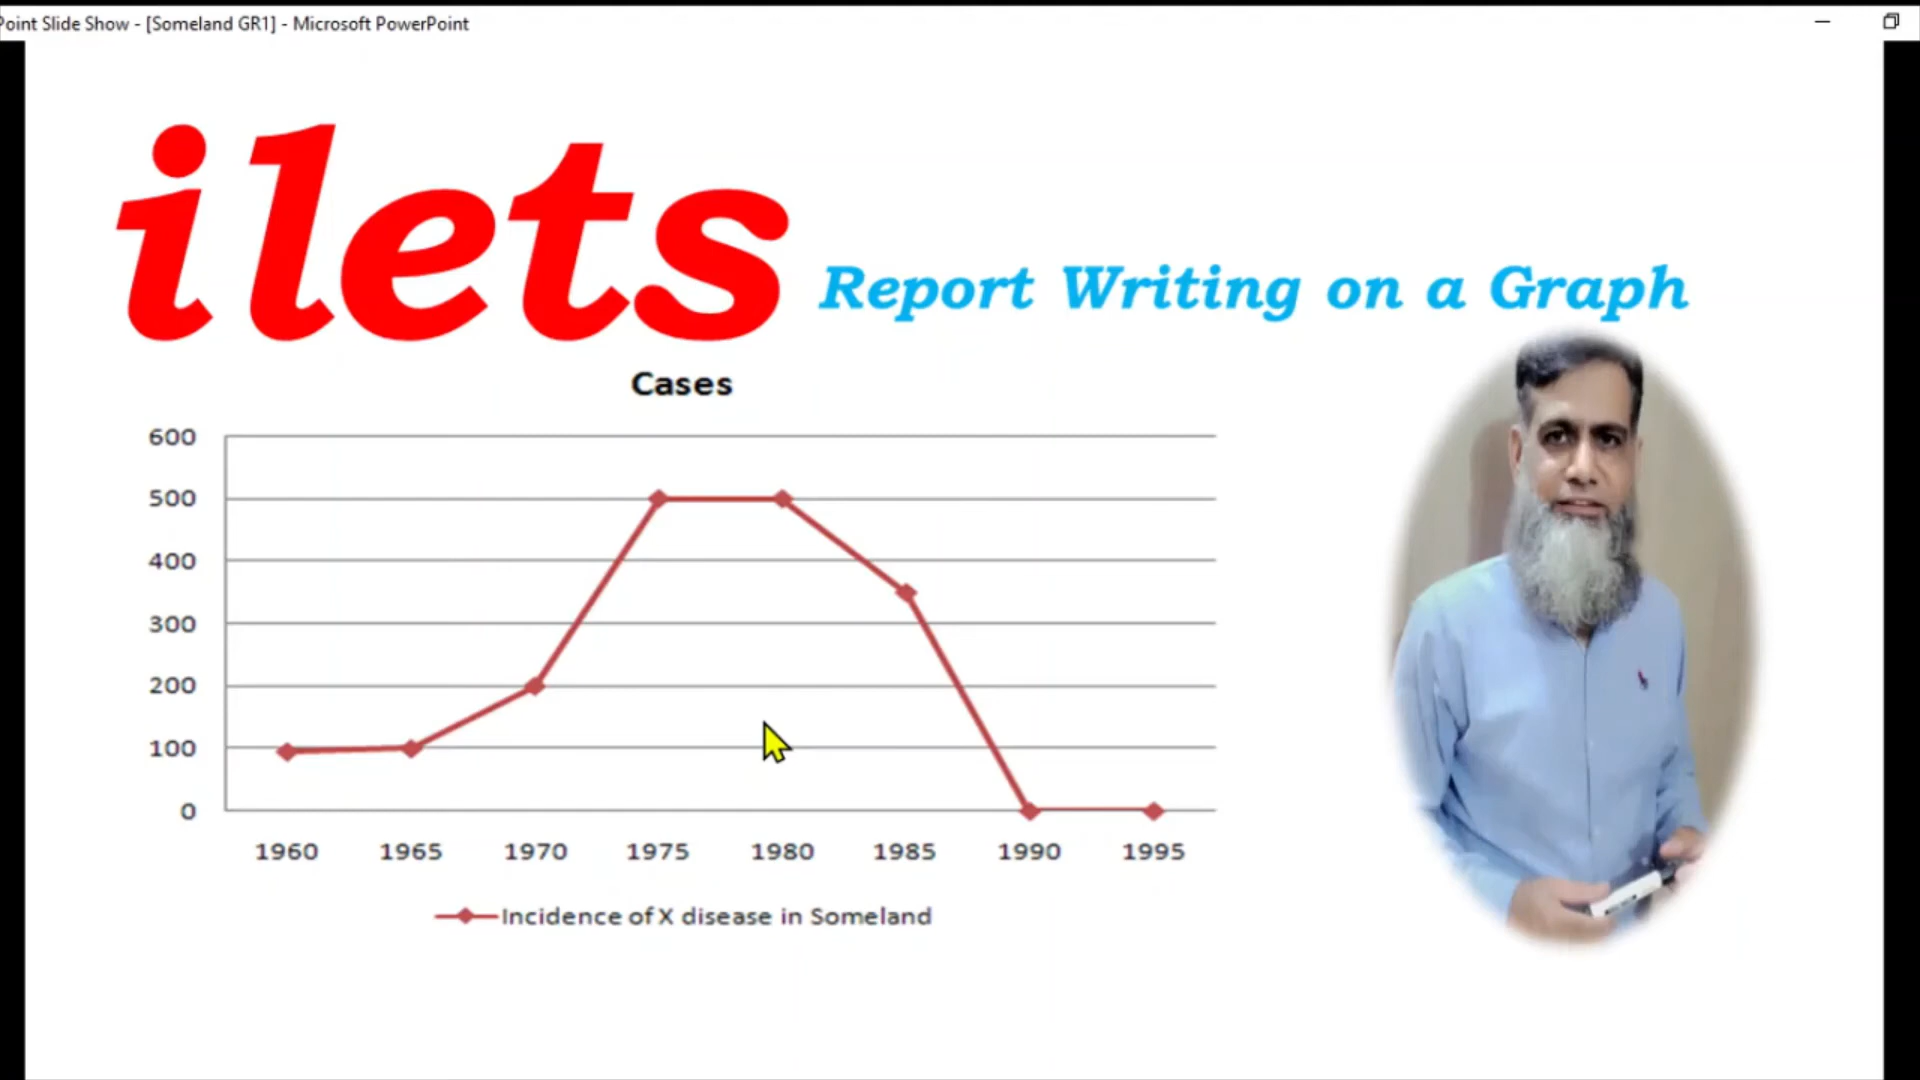 Point Slide Show - [Someland GR1] - Microsoft PowerPoint
ilets
Report Writing on a Graph
Cases
600
500
400
300
200
100
0
1960 1965 1970 1975 1980 1985 1990 1995
Incidence of X disease in Someland